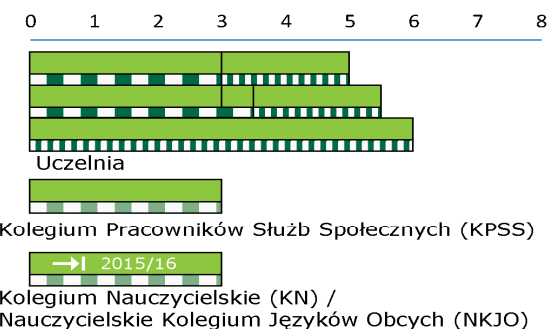 0 1 2 3 4 5 6 7 8
Uczelnia
Kolegium Pracowników Służb Społecznych (KPSS)
2015/16
Kolegium Nauczycielskie (KN) /
Nauczycielskie Kolegium Języków Obcych (NKJO)